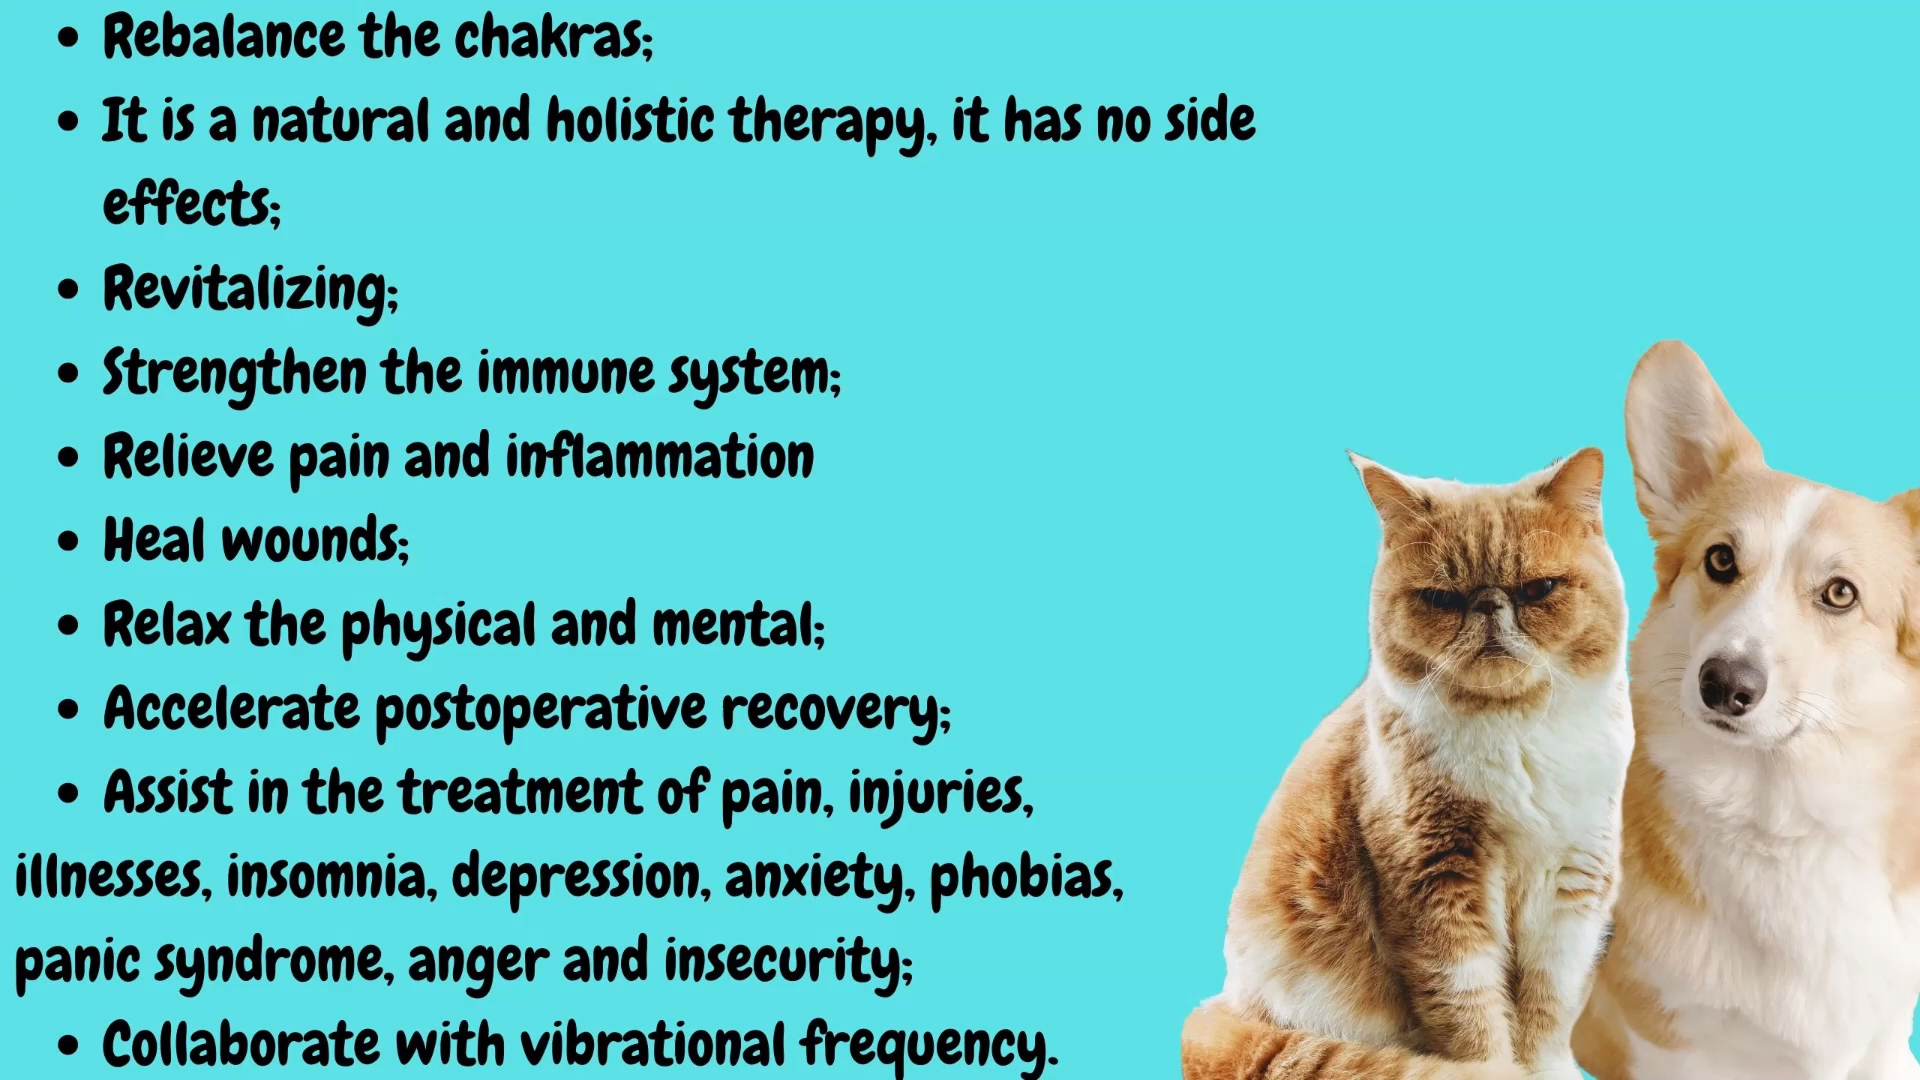 • Rebalance the chakras;
• It is a natural and holistic therapy, it has no side
effects;
• Revitalizing;
• Strengthen the immune system;
• Relieve pain and inflammation
• Heal wounds;
• Relax the physical and mental;
• Accelerate postoperative recovery;
• Assist in the treatment of pain, injuries,
illnesses, insomnia, depression, anxiety, phobias,
panic syndrome, anger and insecurity;
• Collaborate with vibrational frequency.